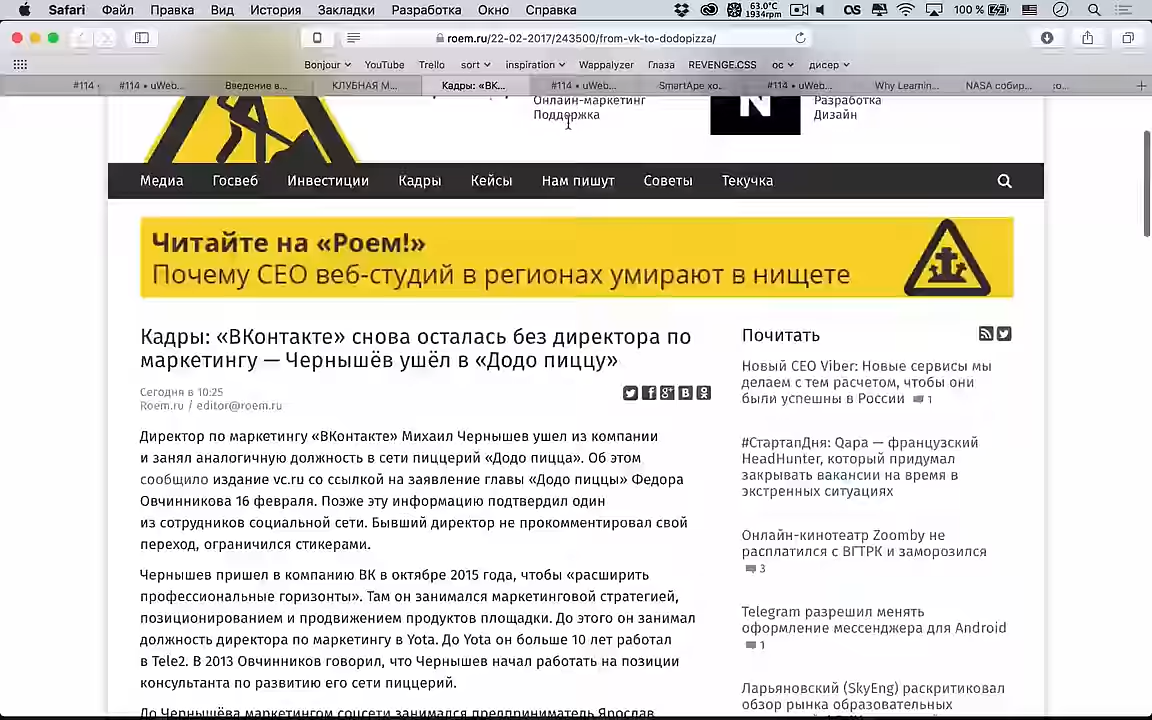 Safari Файл Правка Вид История Закладки Разработка Окно Справка 63.0°C 1934rpm 100 %
roem.ru/22-02-2017/243500/from-vk-to-dodopizza/
Bonjour YouTube Trello sort inspiration Wappalyzer Глаза REVENGE.CSS ос дисер
#114 #114 • uWeb... Введение в... КЛУБНАЯ М... Кадры: «ВК... #114 • uWeb... SmartApe хо... #114 • uWeb... Why Learnin... NASA собир...
Онлайн-маркетинг
Поддержка
N
Разработка
Дизайн
Медиа Госвеб Инвестиции Кадры Кейсы Нам пишут Советы Текучка
Читайте на «Роем!»
Почему СЕО веб-студий в регионах умирают в нищете
Кадры: «ВКонтакте» снова осталась без директора по
маркетингу — Чернышёв ушёл в «Додо пиццу»
Сегодня в 10:25
Roem.ru / editor@roem.ru
Директор по маркетингу «ВКонтакте» Михаил Чернышев ушел из компании
и занял аналогичную должность в сети пиццерий «Додо пицца». Об этом
сообщило издание vc.ru со ссылкой на заявление главы «Додо пиццы» Федора
Овчинникова 16 февраля. Позже эту информацию подтвердил один
из сотрудников социальной сети. Бывший директор не прокомментировал свой
переход, ограничился стикерами.
Чернышев пришел в компанию ВК в октябре 2015 года, чтобы «расширить
профессиональные горизонты». Там он занимался маркетинговой стратегией,
позиционированием и продвижением продуктов площадки. До этого он занимал
должность директора по маркетингу в Yota. До Yota он больше 10 лет работал
в Tele2. В 2013 Овчинников говорил, что Чернышев начал работать на позиции
консультанта по развитию его сети пиццерий.
До Чернышёва маркетингом соцсети занимался предприниматель Ярослав
Почитать
Новый CEO Viber: Новые сервисы мы
делаем с тем расчетом, чтобы они
были успешны в России 1
#СтартапДня: Qapa — французский
HeadHunter, который придумал
закрывать вакансии на время в
экстренных ситуациях
Онлайн-кинотеатр Zoomby не
расплатился с ВГТРК и заморозился
3
Telegram разрешил менять
оформление мессенджера для Android
1
Ларьяновский (SkyEng) раскритиковал
обзор рынка образовательных